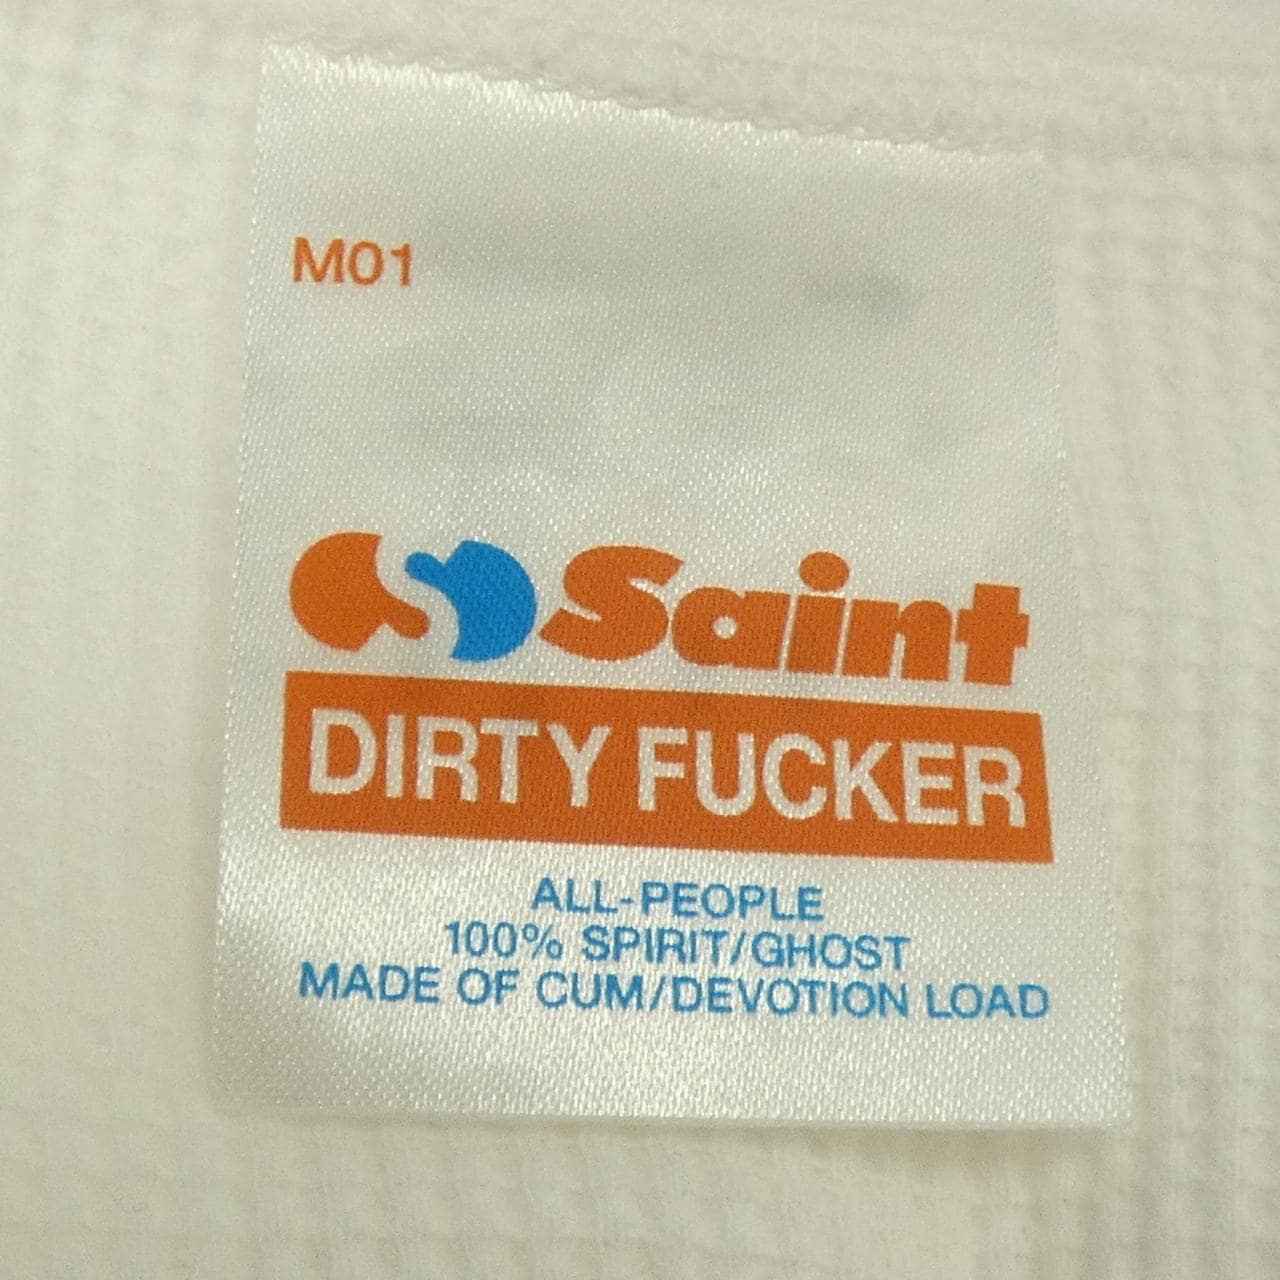 M01
Saint
DIRTY FUCKER
ALL-PEOPLE
100% SPIRIT/GHOST
MADE OF CUM/DEVOTION LOAD